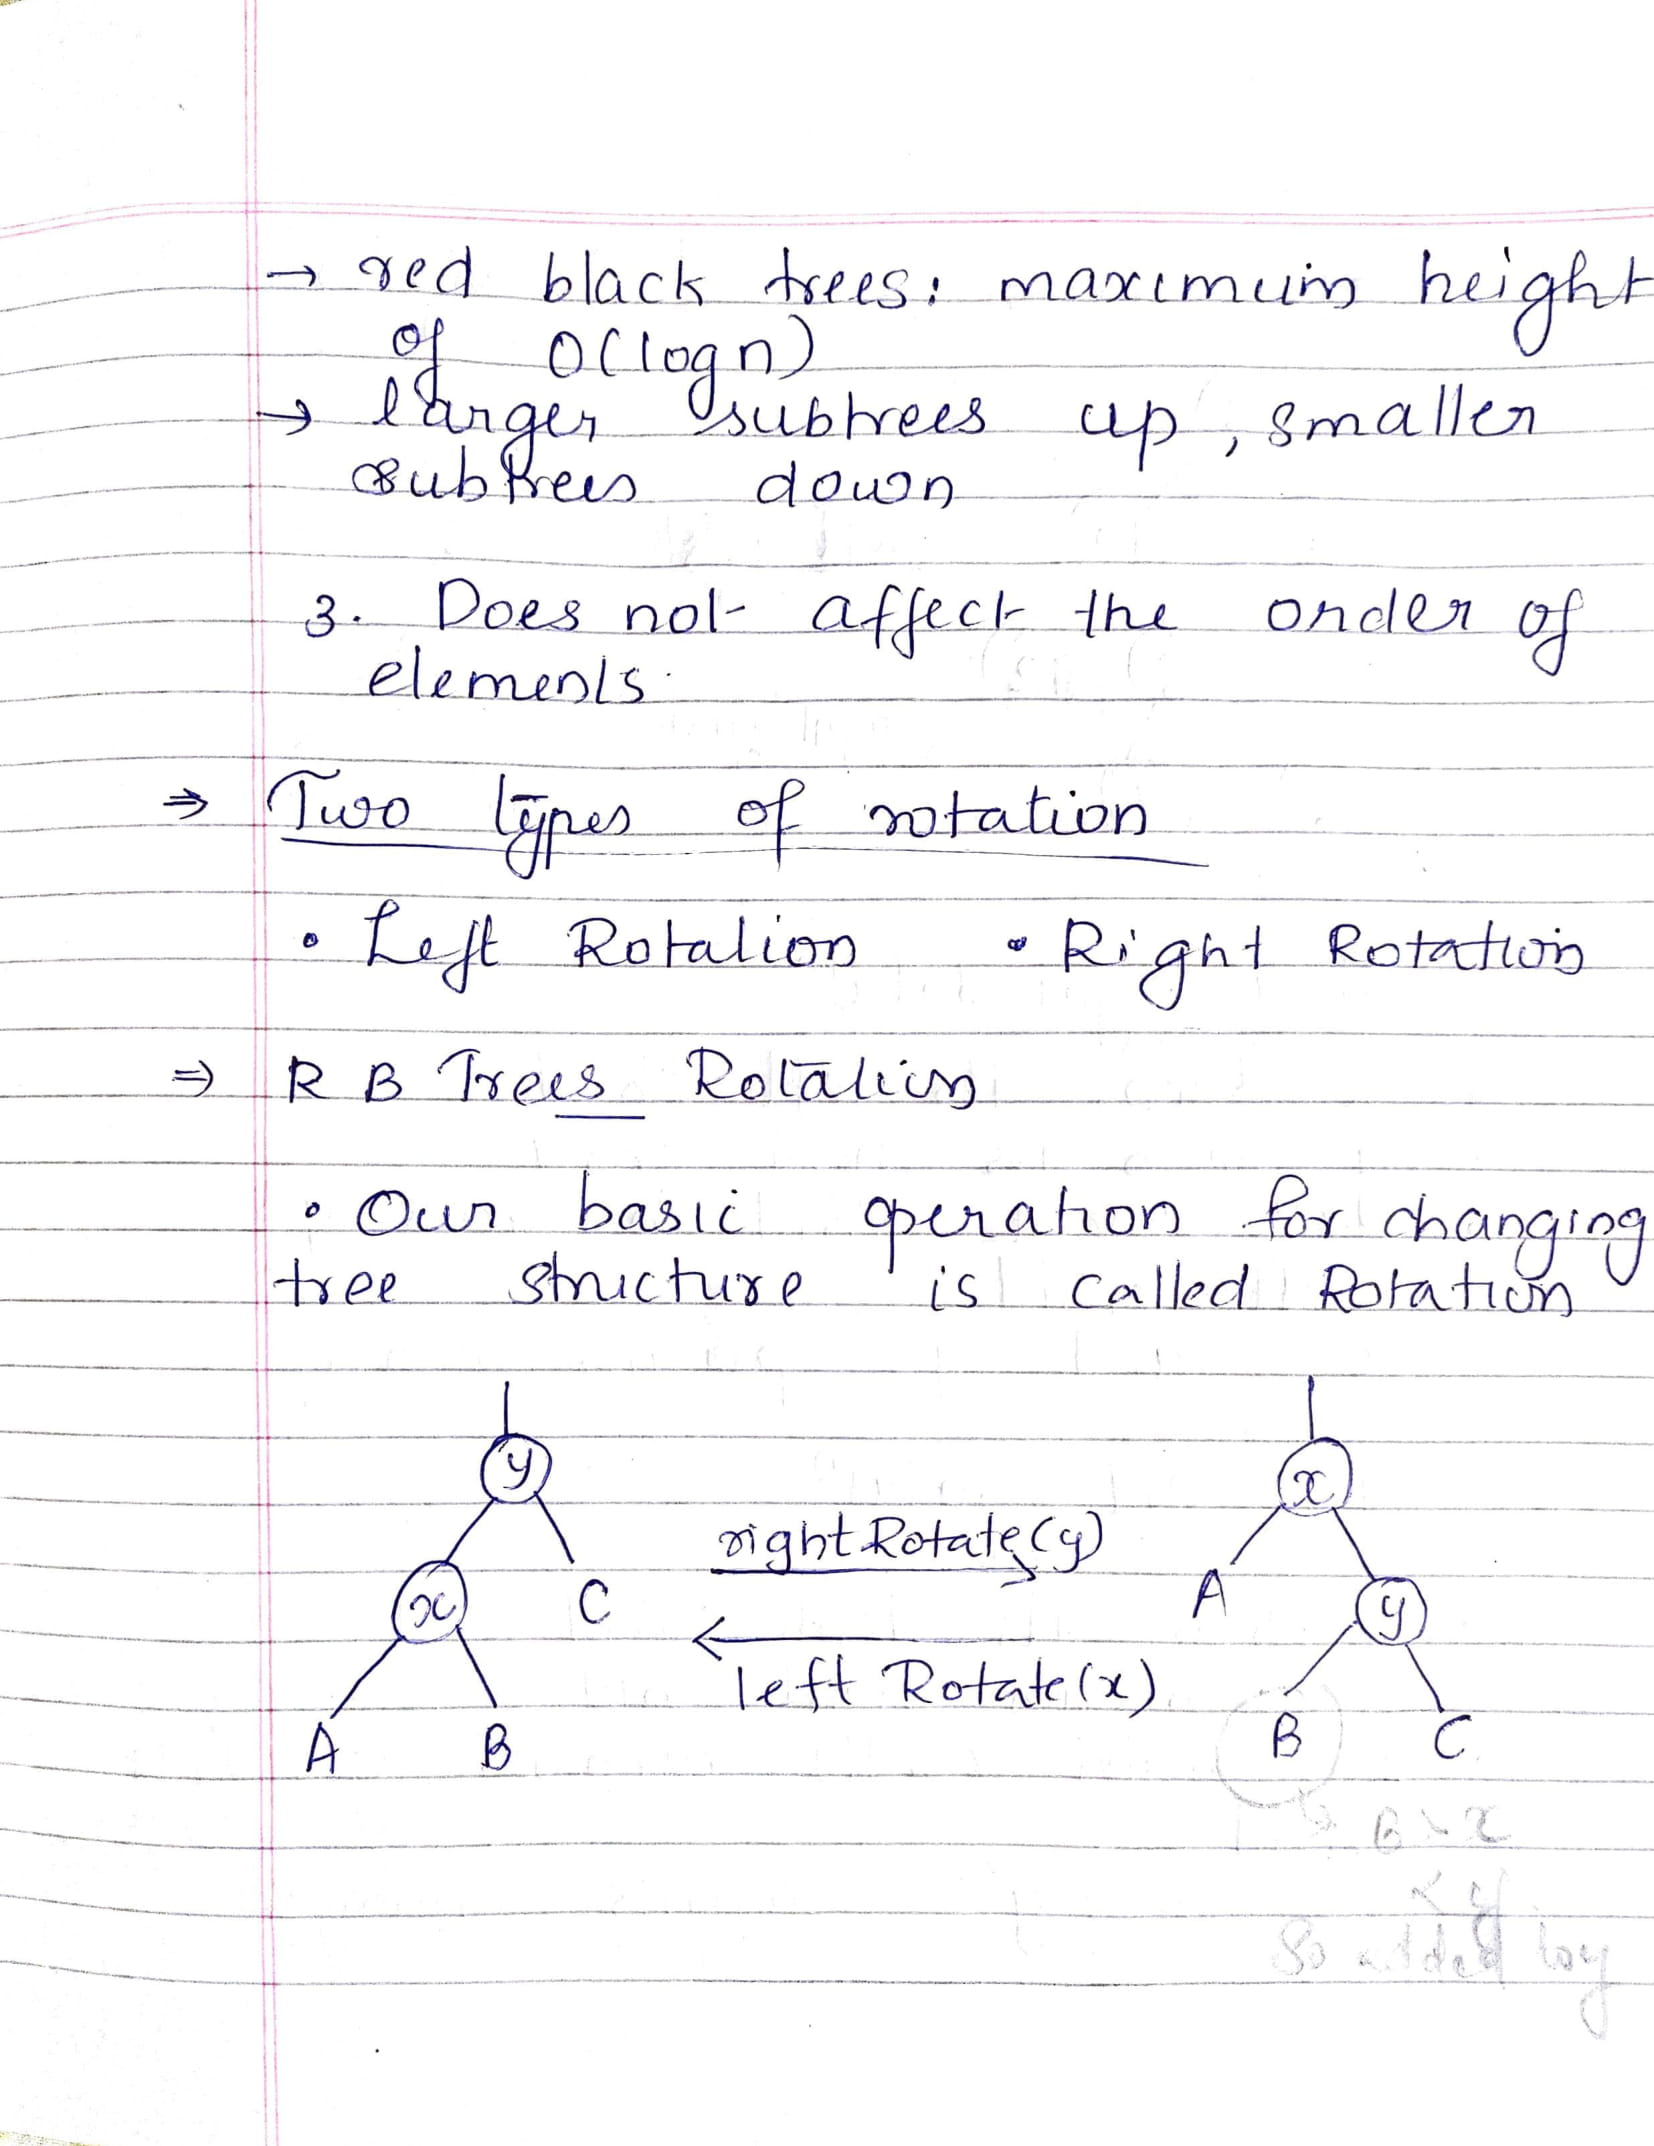 → red black trees: maximum height
of O(logn)
→ larger subtrees up, smaller
subtrees down
3. Does not affect the order of
elements.
⇒ Two types of rotation
• Left Rotation • Right Rotation
⇒ R B Trees Rotation
• Our basic operation for changing
tree structure is called Rotation
y
x
rightRotate(y)
x
C
A
y
left Rotate(x)
A
B
B
C
B > x
< y
So added by